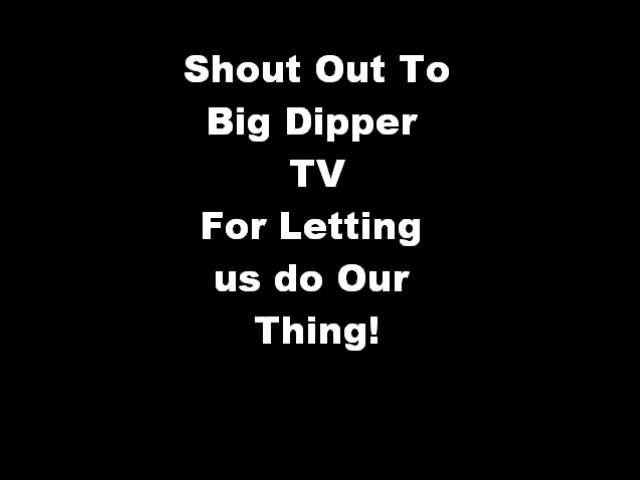 Shout Out To
Big Dipper
TV
For Letting
us do Our
Thing!